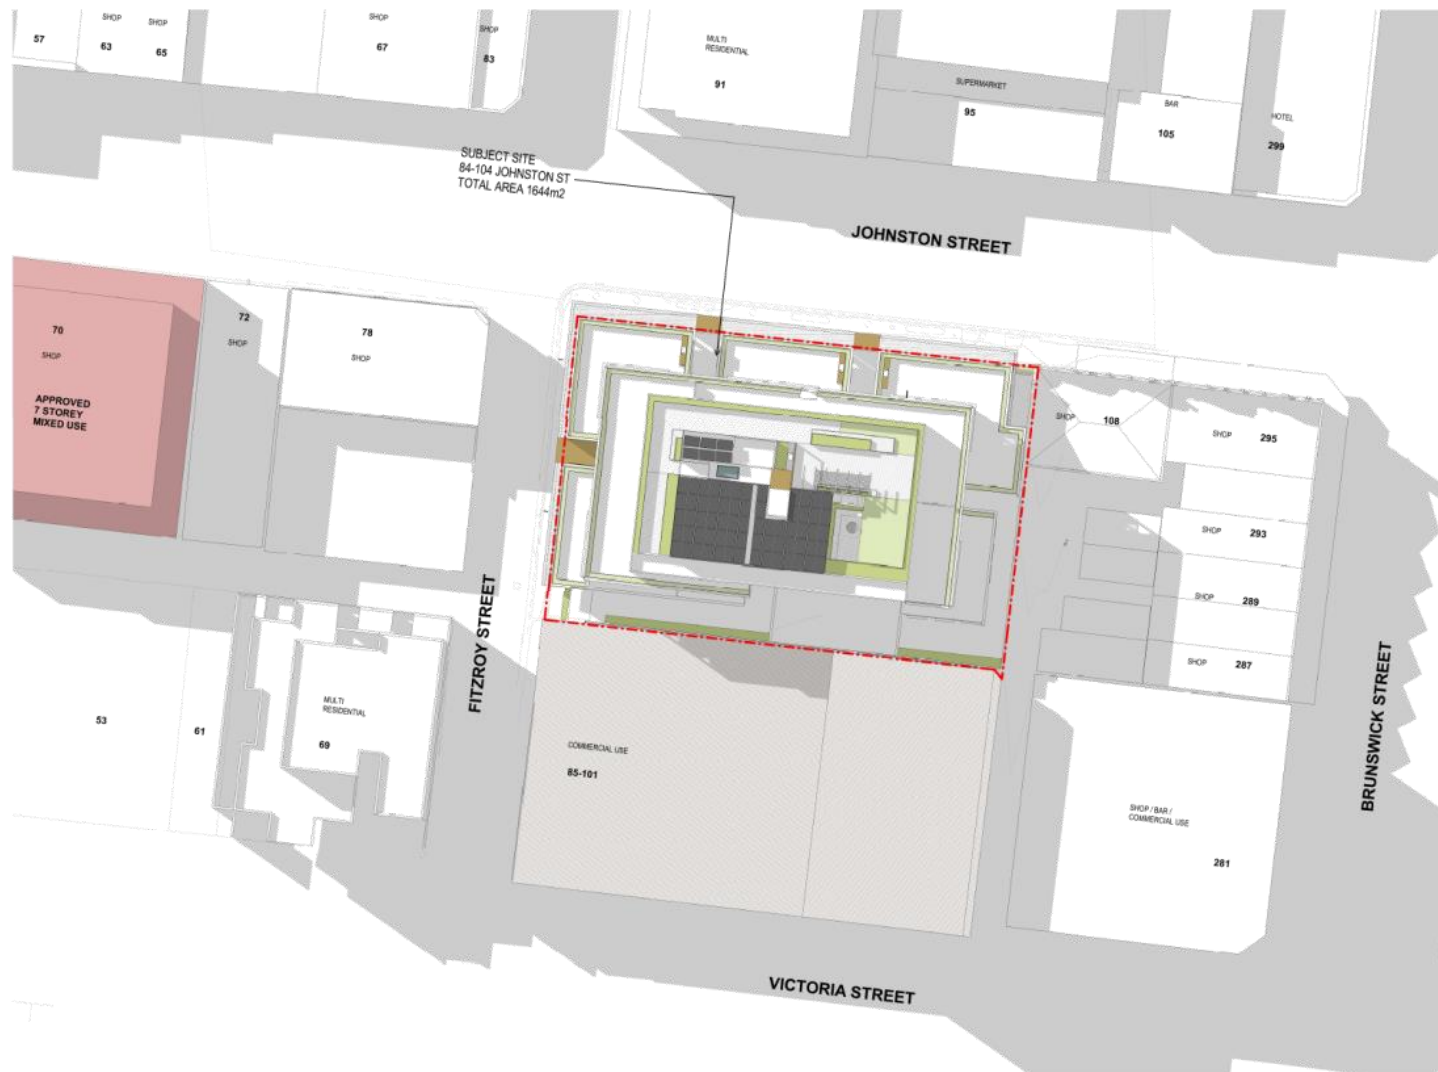 SHOP
SHOP
57
63
65
SHOP
67
SHOP
83
MULTI
RESIDENTIAL
91
SUPERMARKET
95
BAR
105
HOTEL
299
SUBJECT SITE
84-104 JOHNSTON ST
TOTAL AREA 1644m2
JOHNSTON STREET
70
SHOP
APPROVED
7 STOREY
MIXED USE
72
SHOP
78
SHOP
SHOP
108
SHOP
295
SHOP
293
SHOP
289
SHOP
287
FITZROY STREET
BRUNSWICK STREET
53
61
MULTI
RESIDENTIAL
69
COMMERCIAL USE
85-101
SHOP / BAR /
COMMERCIAL USE
281
VICTORIA STREET